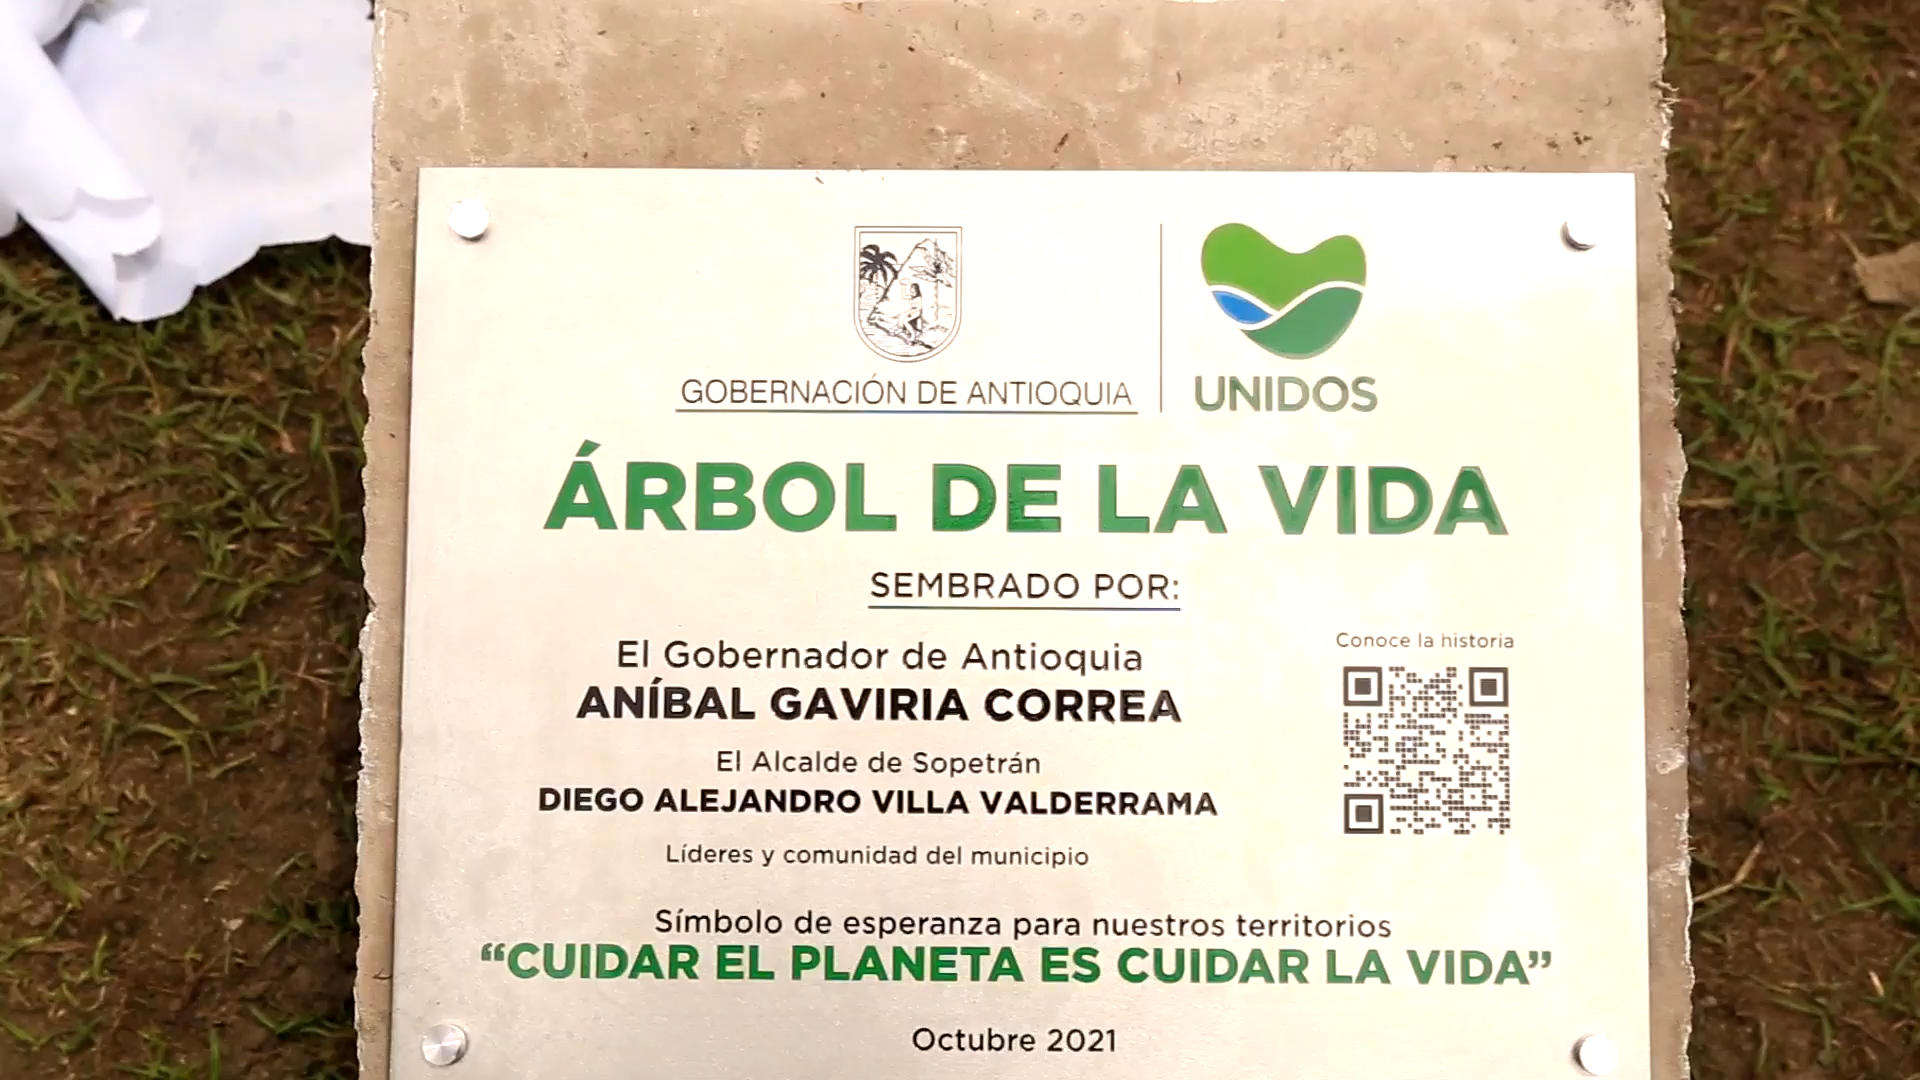 GOBERNACIÓN DE ANTIOQUIA
UNIDOS
ÁRBOL DE LA VIDA
SEMBRADO POR:
El Gobernador de Antioquia
ANÍBAL GAVIRIA CORREA
El Alcalde de Sopetrán
DIEGO ALEJANDRO VILLA VALDERRAMA
Líderes y comunidad del municipio
Conoce la historia
Símbolo de esperanza para nuestros territorios
“CUIDAR EL PLANETA ES CUIDAR LA VIDA”
Octubre 2021